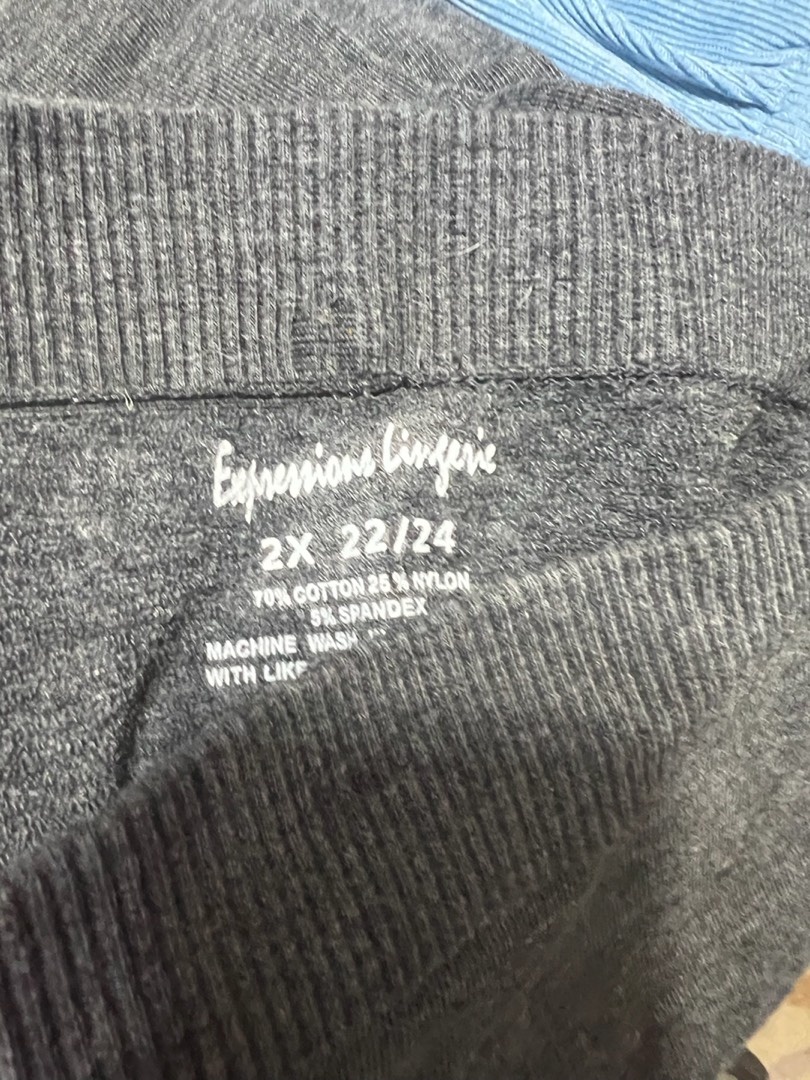 Expressions Lingerie
2X 22/24
70% COTTON 25% NYLON
5% SPANDEX
MACHINE WASH
WITH LIKE